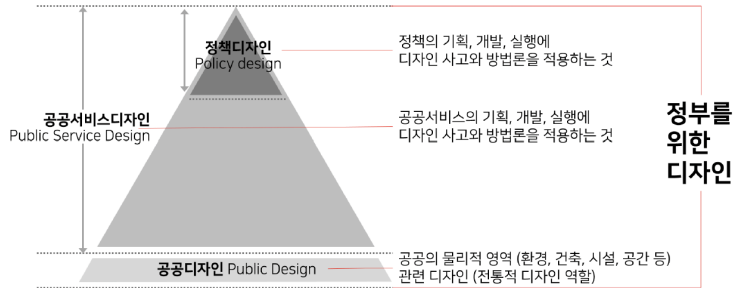 정책디자인
Policy design
정책의 기획, 개발, 실행에
디자인 사고와 방법론을 적용하는 것
공공서비스디자인
Public Service Design
공공서비스의 기획, 개발, 실행에
디자인 사고와 방법론을 적용하는 것
정부를
위한
디자인
공공디자인 Public Design
공공의 물리적 영역 (환경, 건축, 시설, 공간 등)
관련 디자인 (전통적 디자인 역할)